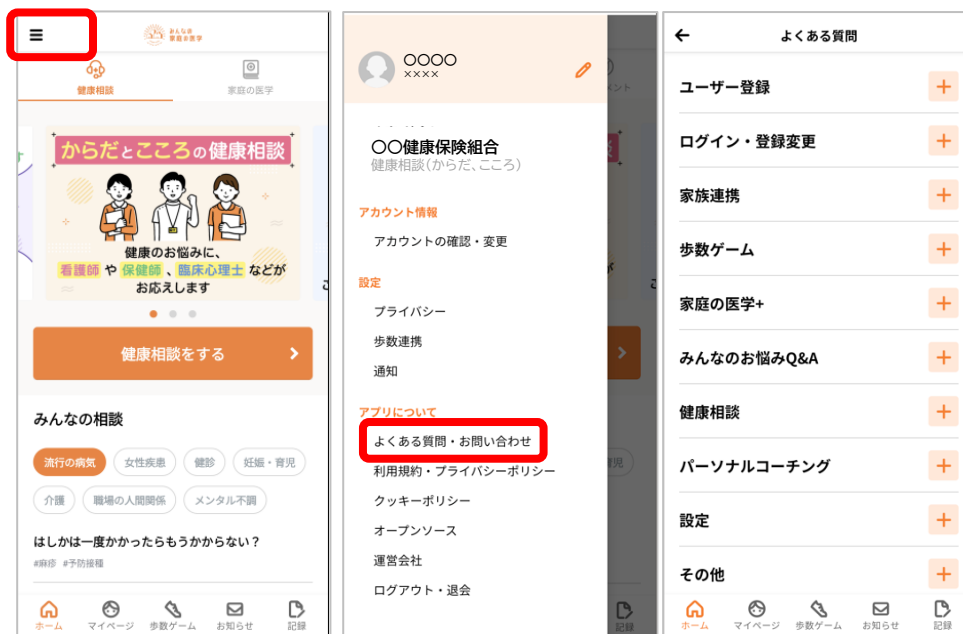 みんなの
家庭の医学
健康相談
家庭の医学
からだとこころの健康相談
健康のお悩みに、
看護師 や 保健師 、臨床心理士 などが
お応えします
健康相談をする
みんなの相談
流行の病気
女性疾患
健診
妊娠・育児
介護
職場の人間関係
メンタル不調
はしかは一度かかったらもうかからない？
#麻疹 #予防接種
ホーム
マイページ
歩数ゲーム
お知らせ
記録
〇〇〇〇
××××
〇〇健康保険組合
健康相談（からだ、こころ）
アカウント情報
アカウントの確認・変更
設定
プライバシー
歩数連携
通知
アプリについて
よくある質問・お問い合わせ
利用規約・プライバシーポリシー
クッキーポリシー
オープンソース
運営会社
ログアウト・退会
記録
よくある質問
ユーザー登録
ログイン・登録変更
家族連携
歩数ゲーム
家庭の医学+
みんなのお悩みQ&A
健康相談
パーソナルコーチング
設定
その他
ホーム
マイページ
歩数ゲーム
お知らせ
記録